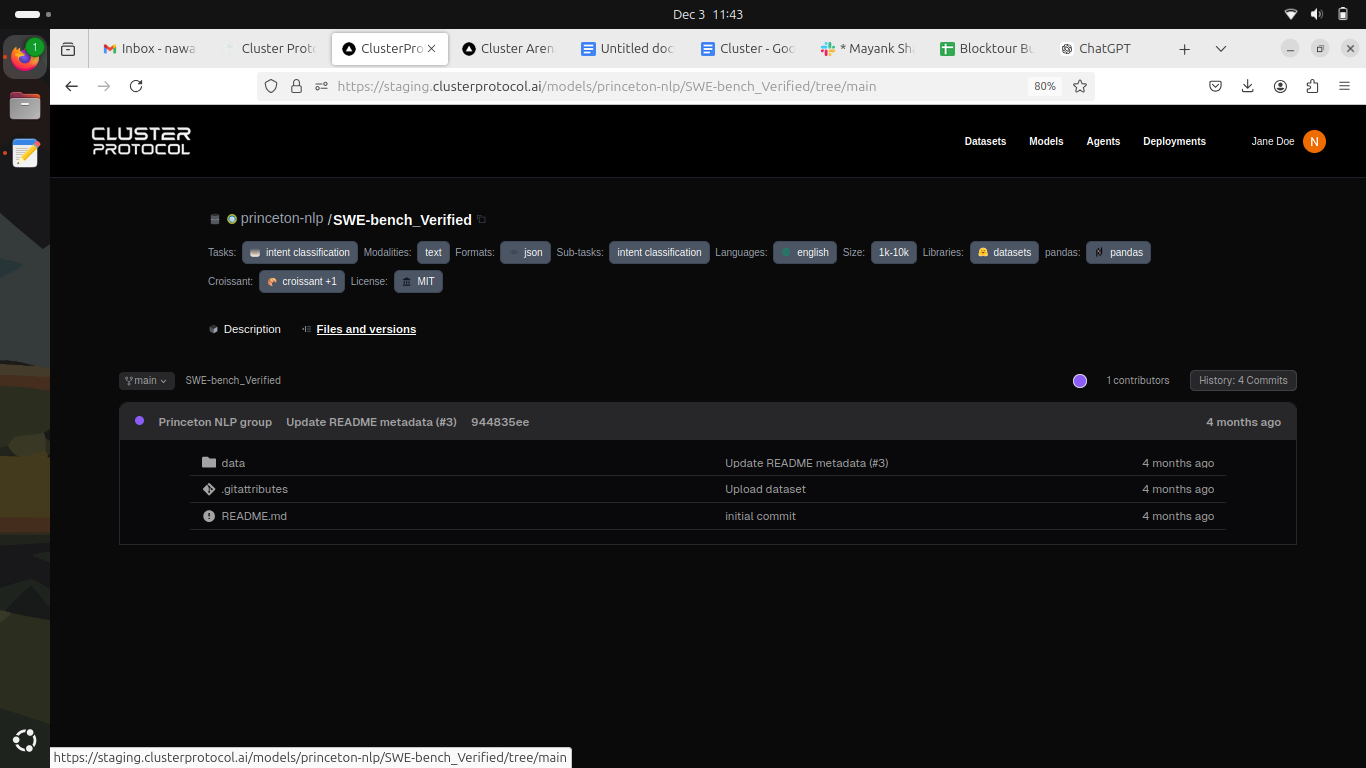 Dec 3 11:43
1
Inbox - nawa
Cluster Proto
ClusterPro
Cluster Aren
Untitled doc
Cluster - Goo
* Mayank Sha
Blocktour Bu
ChatGPT
https://staging.clusterprotocol.ai/models/princeton-nlp/SWE-bench_Verified/tree/main
80%
CLUSTER
PROTOCOL
Datasets Models Agents Deployments Jane Doe N
princeton-nlp /SWE-bench_Verified
Tasks: intent classification Modalities: text Formats: json Sub-tasks: intent classification Languages: english Size: 1k-10k Libraries: datasets pandas: pandas
Croissant: croissant +1 License: MIT
Description Files and versions
main SWE-bench_Verified 1 contributors History: 4 Commits
Princeton NLP group Update README metadata (#3) 944835ee 4 months ago
data Update README metadata (#3) 4 months ago
.gitattributes Upload dataset 4 months ago
README.md initial commit 4 months ago
https://staging.clusterprotocol.ai/models/princeton-nlp/SWE-bench_Verified/tree/main